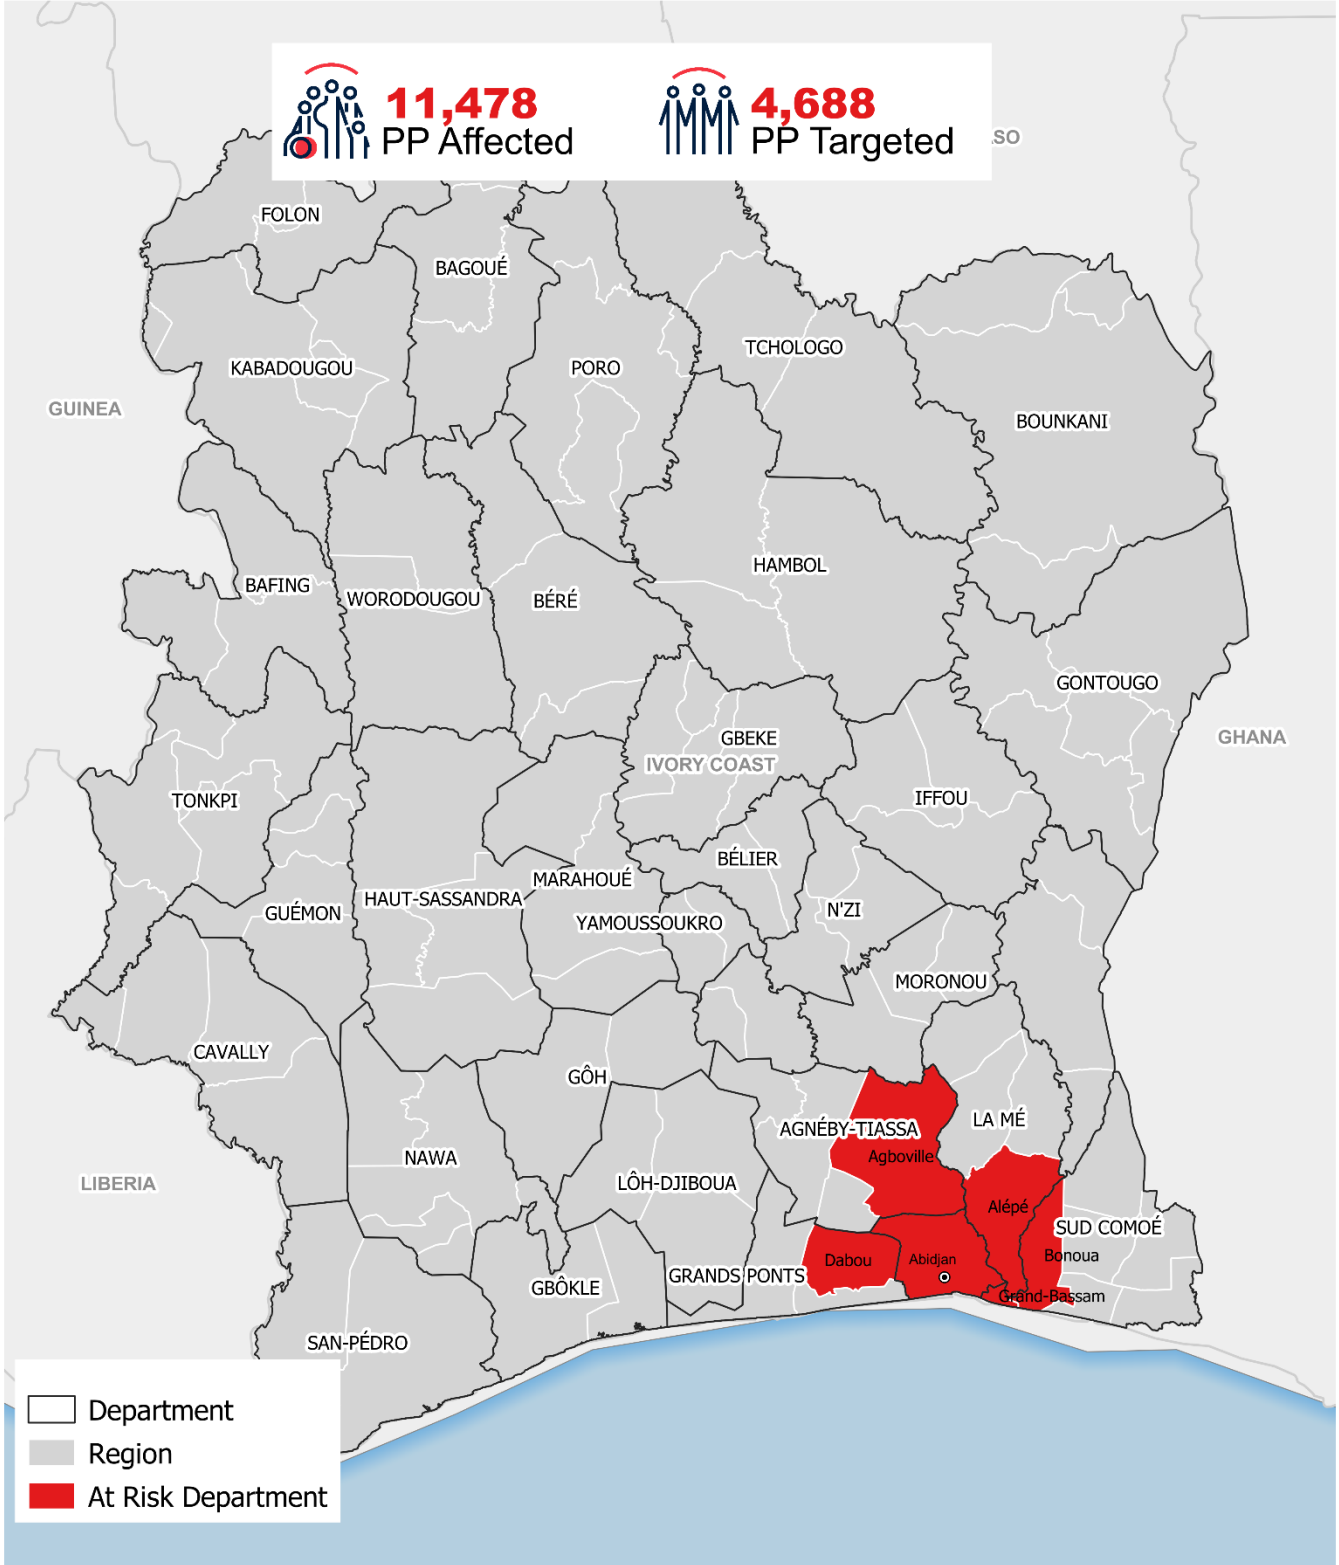 11,478
PP Affected
4,688
PP Targeted
SO
FOLON
BAGOUÉ
TCHOLOGO
KABADOUGOU
PORO
GUINEA
BOUNKANI
HAMBOL
BAFING
WORODOUGOU
BÉRÉ
GONTOUGO
GBEKE
GHANA
IVORY COAST
IFFOU
TONKPI
BÉLIER
MARAHOUÉ
HAUT-SASSANDRA
GUÉMON
N'ZI
YAMOUSSOUKRO
MORONOU
CAVALLY
GÔH
LA MÉ
AGNÉBY-TIASSA
Agboville
NAWA
LIBERIA
LÔH-DJIBOUA
Alépé
SUD COMOÉ
Bonoua
Dabou
Abidjan
GRANDS PONTS
GBÔKLE
Grand-Bassam
SAN-PÉDRO
Department
Region
At Risk Department